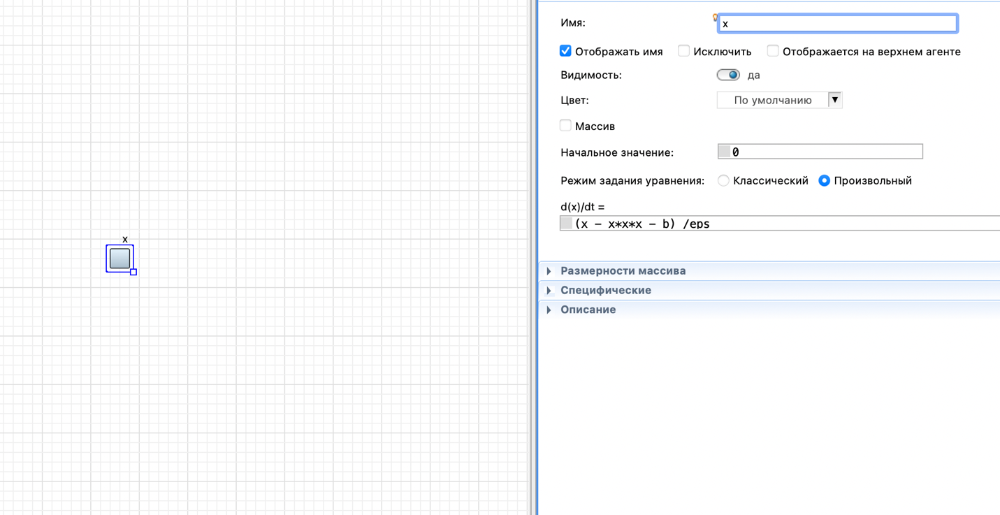 Имя:
x
Отображать имя Исключить Отображается на верхнем агенте
Видимость: да
Цвет: По умолчанию
Массив
Начальное значение: 0
Режим задания уравнения: Классический Произвольный
d(x)/dt =
(x - x*x*x - b) /eps
x
Размерности массива
Специфические
Описание